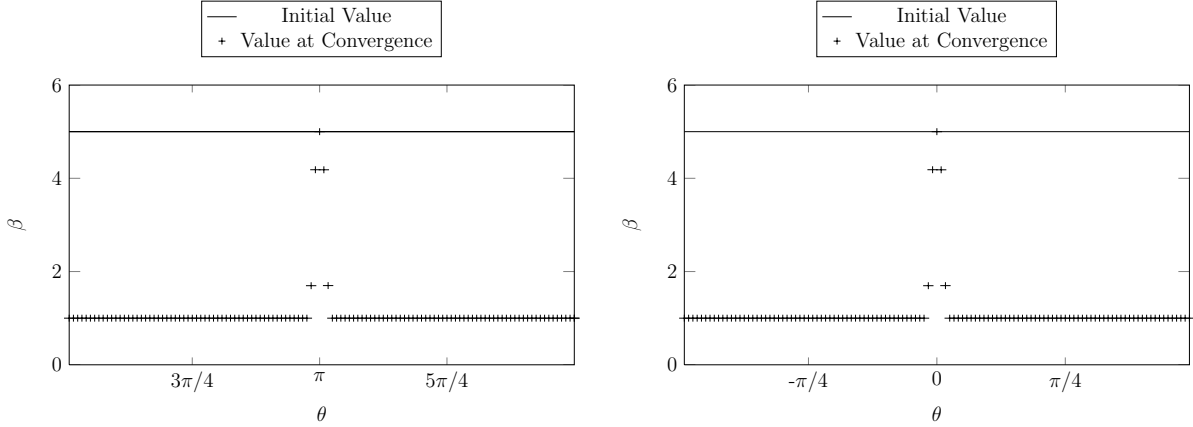 Initial Value
Value at Convergence
6
4
2
0
β
3π/4
π
5π/4
θ
Initial Value
Value at Convergence
6
4
2
0
β
-π/4
0
π/4
θ